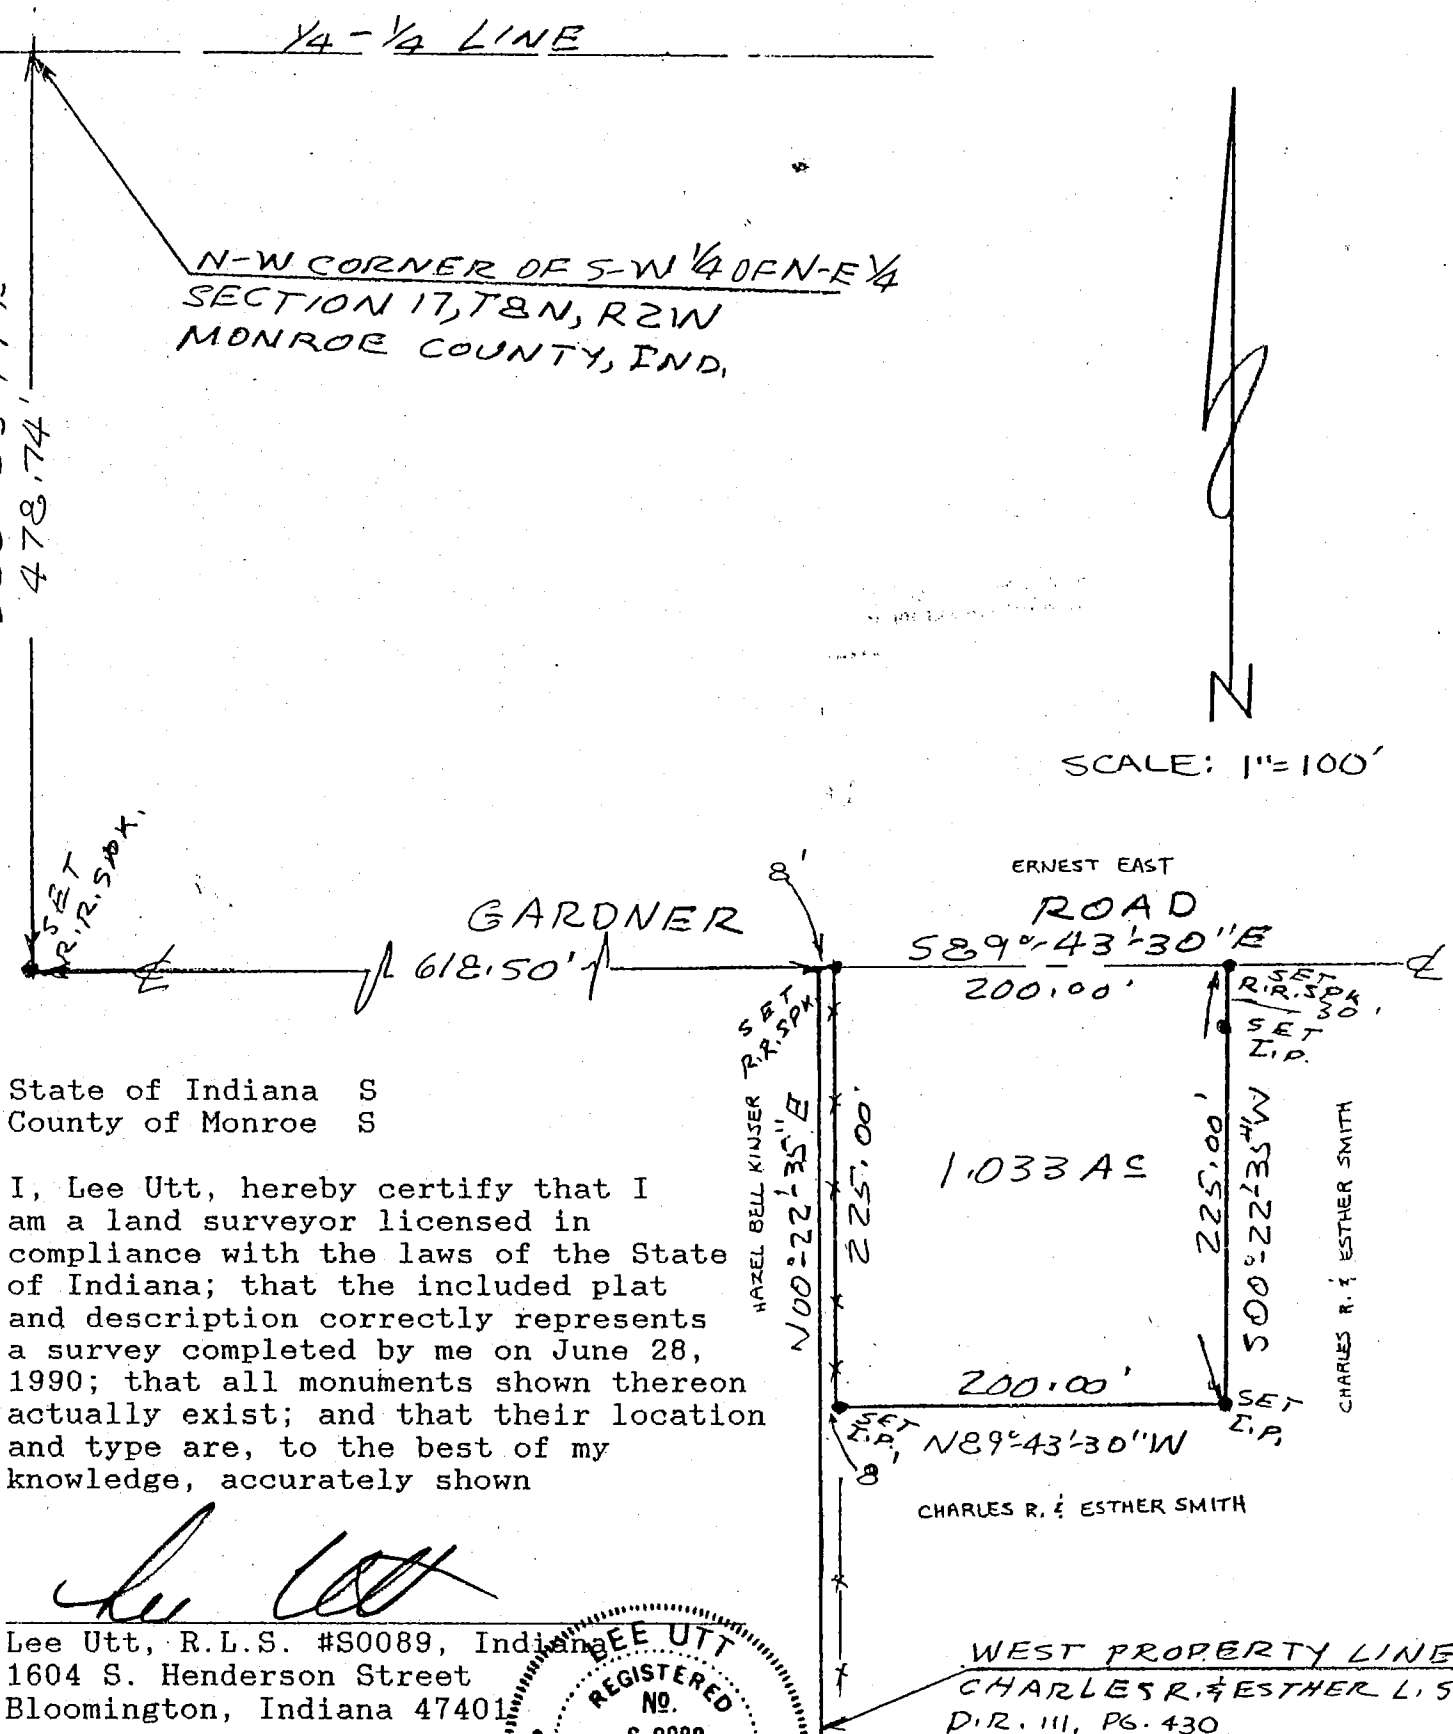 1/4-1/4 LINE
N-W CORNER OF S-W 1/4 OF N-E 1/4
SECTION 17, T8N, R2W
MONROE COUNTY, IND.
478.74'
SCALE: 1"=100'
SET
R.R.SPK.
GARDNER
8'
ERNEST EAST
ROAD
S89°-43'-30"E
℄
618.50'
200.00'
℄
SET
R.R.SPK.
SET
R.R.SPK
30'
SET
I.P.
HAZEL BELL KINSER
N00°-22'-35"E
225.00'
1.033 AC
225.00'
S00°-22'-35"W
CHARLES R. & ESTHER SMITH
200.00'
SET
I.P.
N89°-43'-30"W
SET
I.P.
8'
CHARLES R. & ESTHER SMITH
State of Indiana S
County of Monroe S
I, Lee Utt, hereby certify that I
am a land surveyor licensed in
compliance with the laws of the State
of Indiana; that the included plat
and description correctly represents
a survey completed by me on June 28,
1990; that all monuments shown thereon
actually exist; and that their location
and type are, to the best of my
knowledge, accurately shown
Lee Utt
Lee Utt, R.L.S. #S0089, Indiana
1604 S. Henderson Street
Bloomington, Indiana 47401
LEE UTT
REGISTERED
NO.
WEST PROPERTY LINE
CHARLES R. & ESTHER L. S
D.R. 111, PG. 430
N